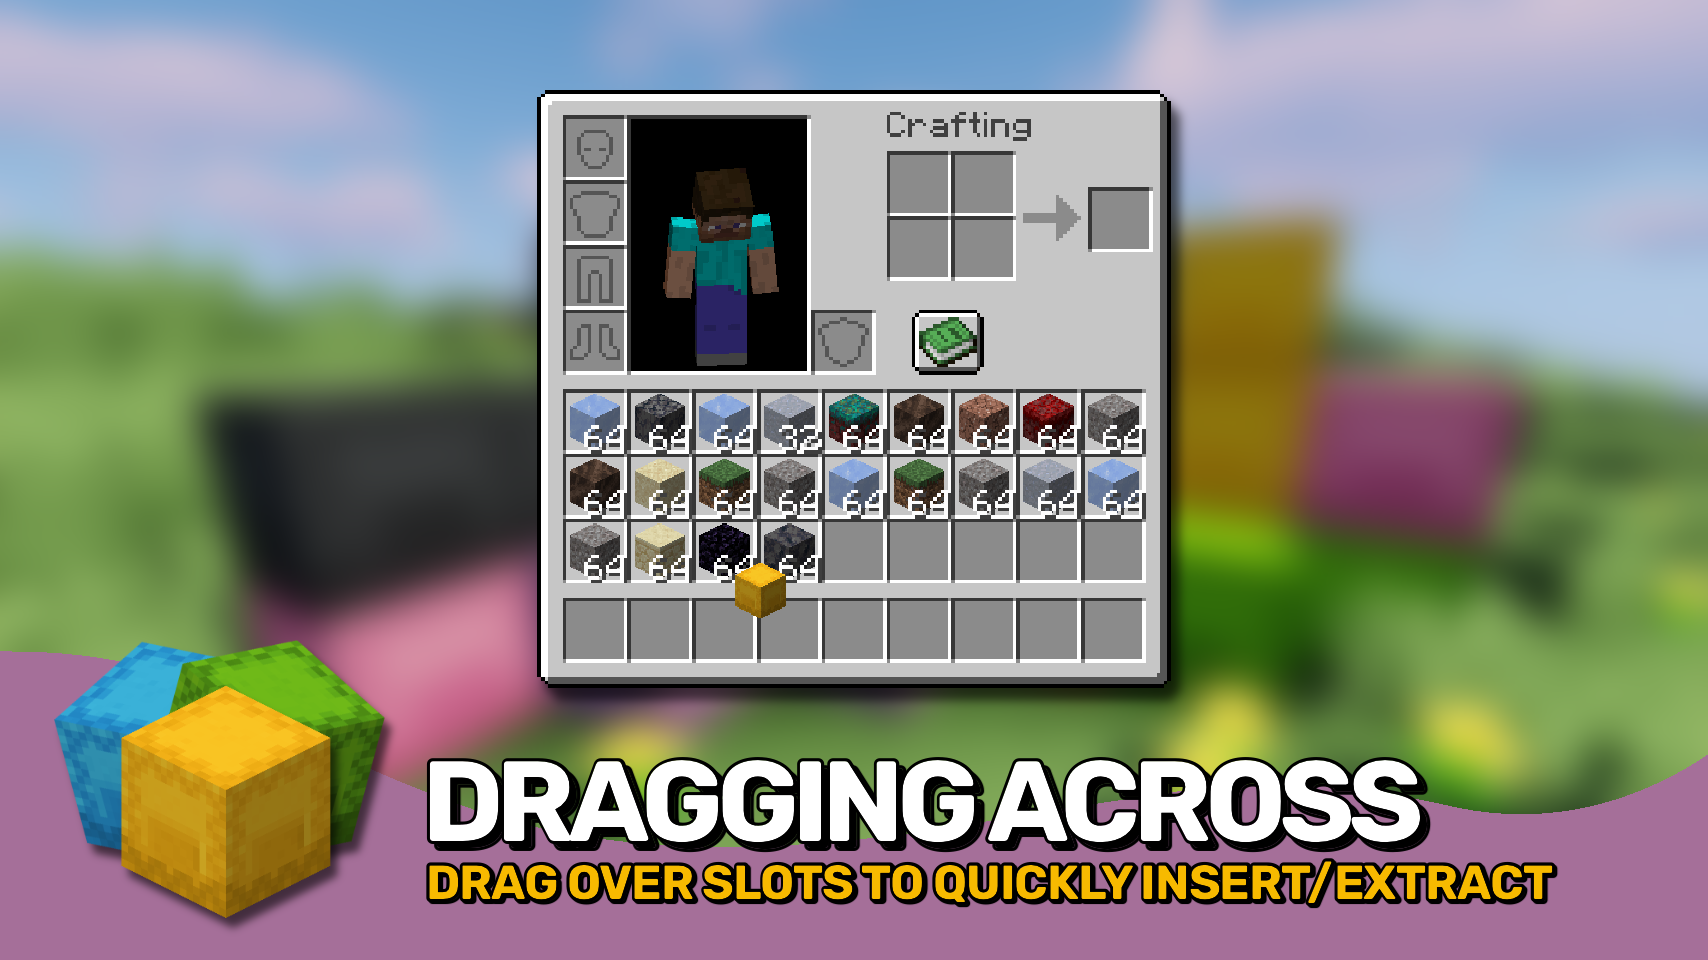 Crafting
64 64 64 32 64 64 64 64 64
64 64 64 64 64 64 64 64 64
64 64 64 64
DRAGGING ACROSS
DRAG OVER SLOTS TO QUICKLY INSERT/EXTRACT